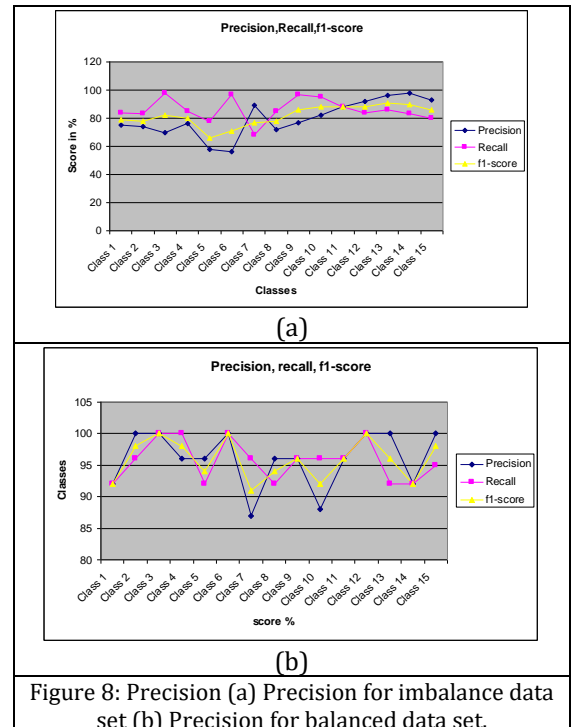 Precision,Recall,f1-score
Score in %
120
100
80
60
40
20
0
Class 1
Class 2
Class 3
Class 4
Class 5
Class 6
Class 7
Class 8
Class 9
Class 10
Class 11
Class 12
Class 13
Class 14
Class 15
Classes
Precision
Recall
f1-score
(a)
Precision, recall, f1-score
Classes
105
100
95
90
85
80
Class 1
Class 2
Class 3
Class 4
Class 5
Class 6
Class 7
Class 8
Class 9
Class 10
Class 11
Class 12
Class 13
Class 14
Class 15
score %
Precision
Recall
f1-score
(b)
Figure 8: Precision (a) Precision for imbalance data
set (b) Precision for balanced data set.